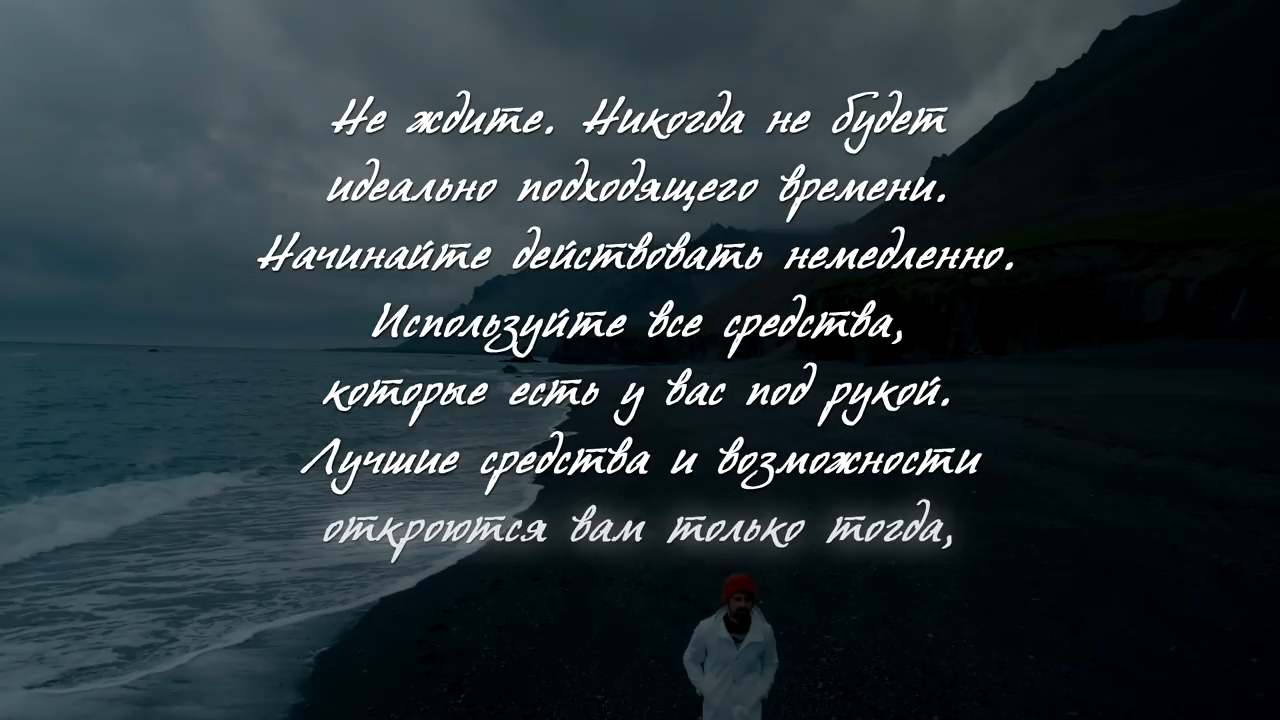 Не ждите. Никогда не будет
идеально подходящего времени.
Начинайте действовать немедленно.
Используйте все средства,
которые есть у вас под рукой.
Лучшие средства и возможности
откроются вам только тогда,